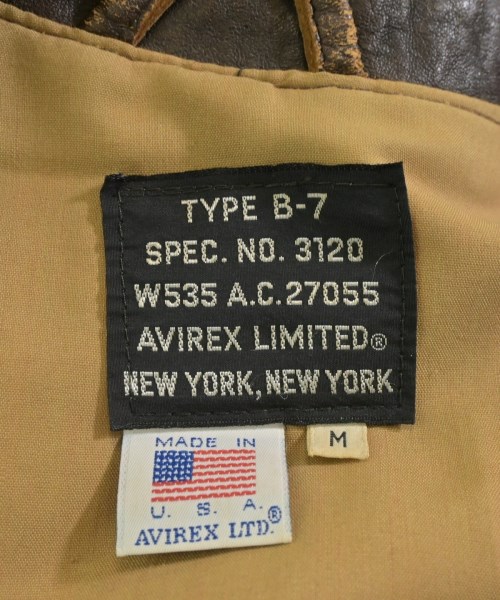 TYPE B-7
SPEC. NO. 3120
W535 A.C.27055
AVIREX LIMITED®
NEW YORK, NEW YORK
M
MADE IN
U. S. A.
AVIREX LTD.®